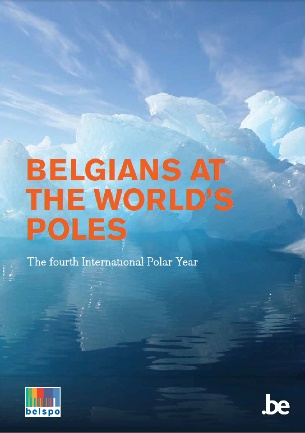 BELGIANS AT
THE WORLD'S
POLES
The fourth International Polar Year
belspo
.be